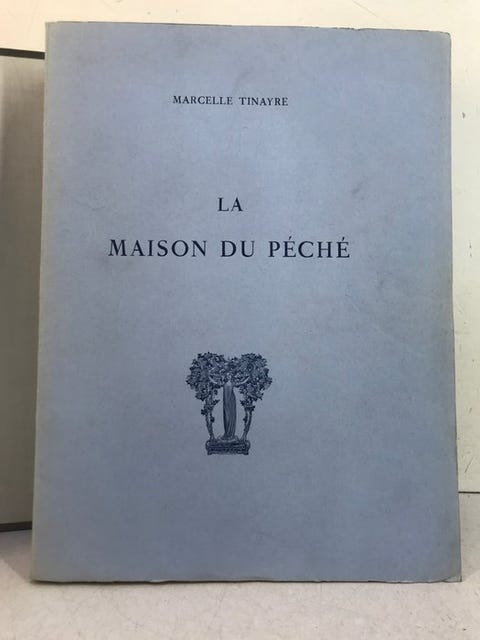 MARCELLE TINAYRE
LA
MAISON DU PÉCHÉ